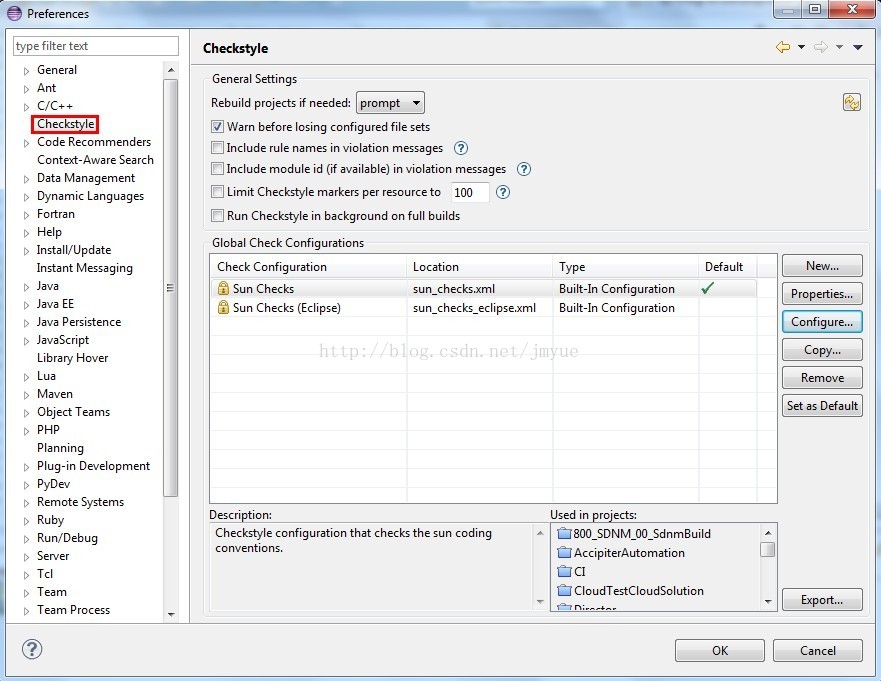 Preferences
type filter text
General
Ant
C/C++
Checkstyle
Code Recommenders
Context-Aware Search
Data Management
Dynamic Languages
Fortran
Help
Install/Update
Instant Messaging
Java
Java EE
Java Persistence
JavaScript
Library Hover
Lua
Maven
Object Teams
PHP
Planning
Plug-in Development
PyDev
Remote Systems
Ruby
Run/Debug
Server
Tcl
Team
Team Process
Checkstyle
General Settings
Rebuild projects if needed: prompt
Warn before losing configured file sets
Include rule names in violation messages
Include module id (if available) in violation messages
Limit Checkstyle markers per resource to 100
Run Checkstyle in background on full builds
Global Check Configurations
Check Configuration Location Type Default
Sun Checks sun_checks.xml Built-In Configuration
Sun Checks (Eclipse) sun_checks_eclipse.xml Built-In Configuration
http://blog.csdn.net/jmyue
New...
Properties...
Configure...
Copy...
Remove
Set as Default
Description:
Checkstyle configuration that checks the sun coding
conventions.
Used in projects:
800_SDNM_00_SdnmBuild
AccipiterAutomation
CI
CloudTestCloudSolution
Director
Export...
OK Cancel